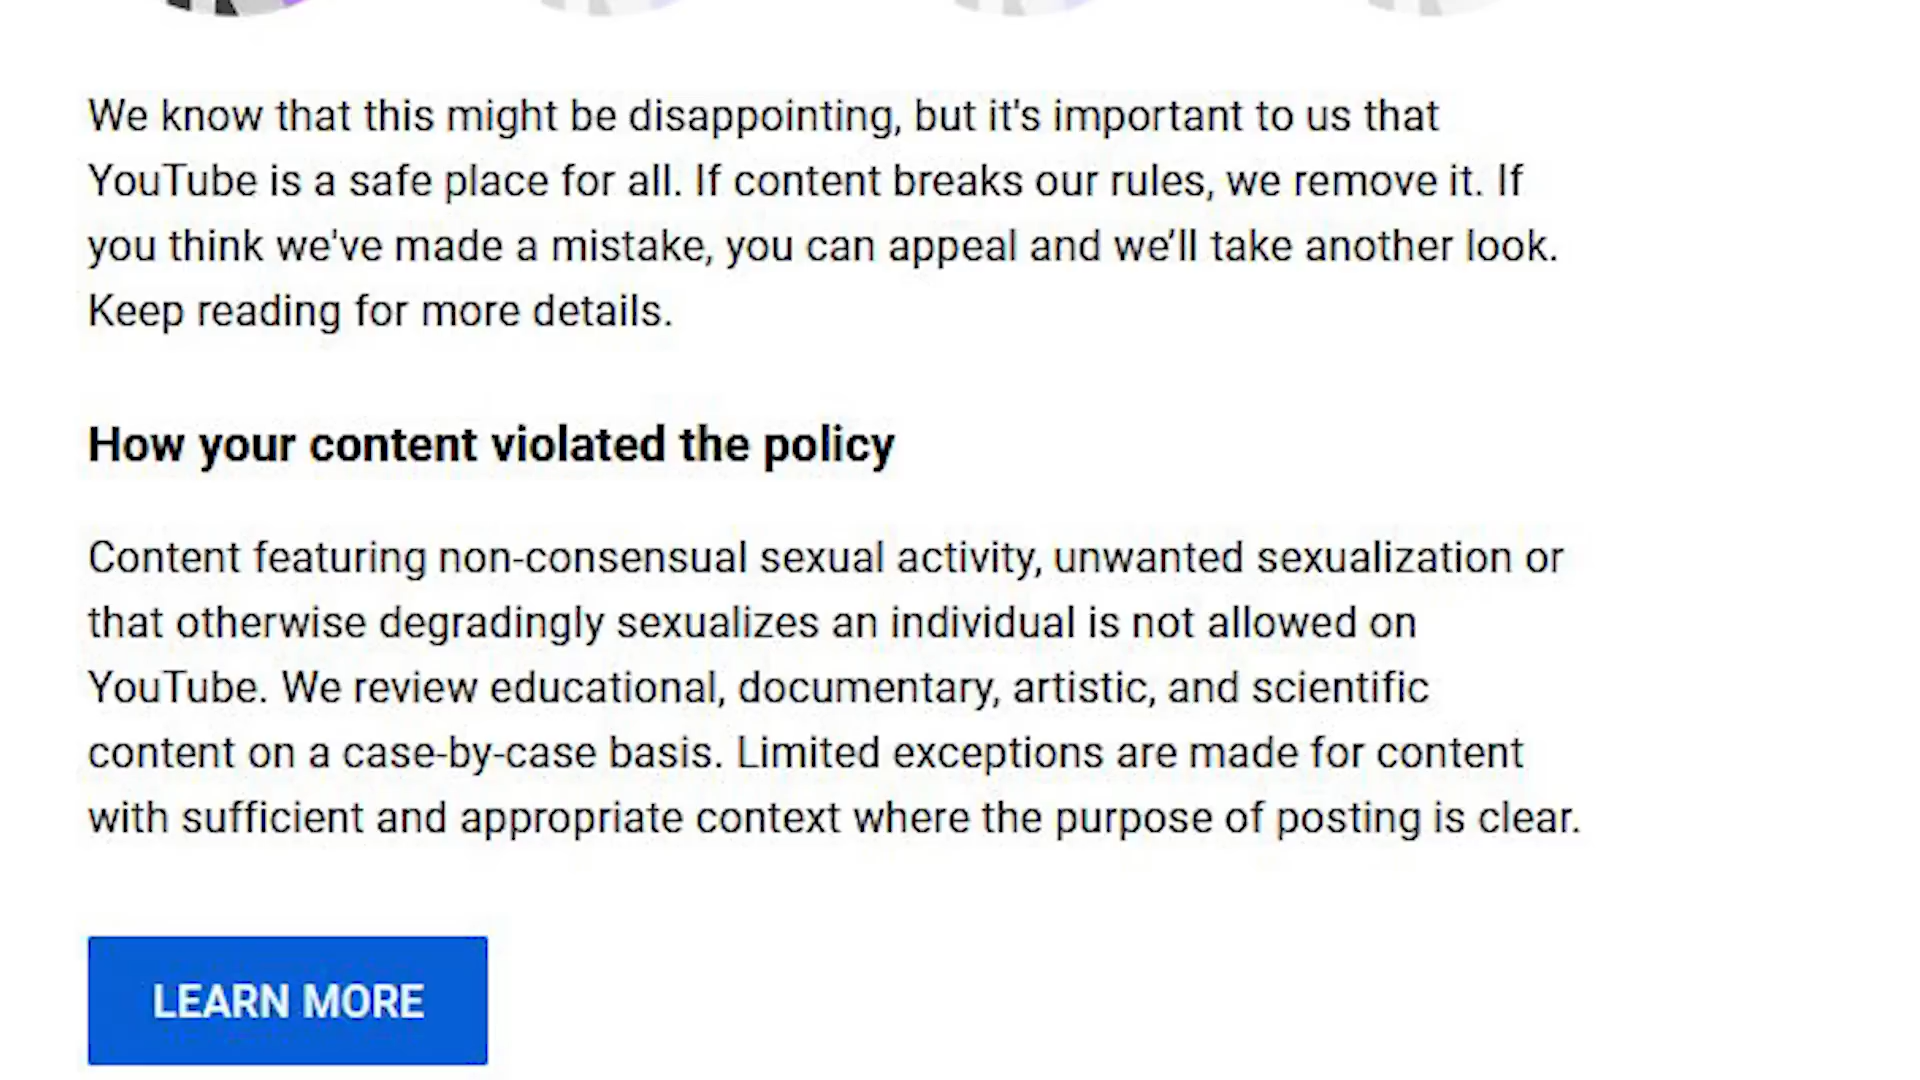 We know that this might be disappointing, but it's important to us that
YouTube is a safe place for all. If content breaks our rules, we remove it. If
you think we've made a mistake, you can appeal and we’ll take another look.
Keep reading for more details.
How your content violated the policy
Content featuring non-consensual sexual activity, unwanted sexualization or
that otherwise degradingly sexualizes an individual is not allowed on
YouTube. We review educational, documentary, artistic, and scientific
content on a case-by-case basis. Limited exceptions are made for content
with sufficient and appropriate context where the purpose of posting is clear.
LEARN MORE